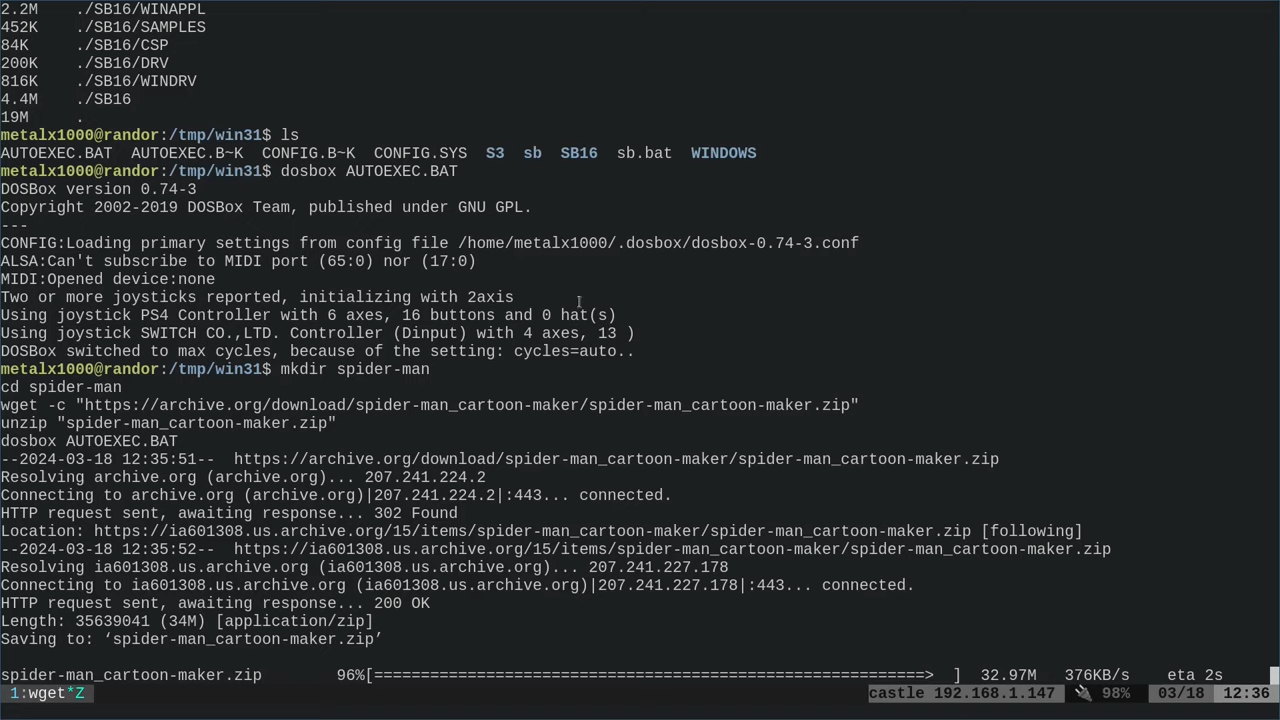 2.2M    ./SB16/WINAPPL
452K    ./SB16/SAMPLES
84K     ./SB16/CSP
200K    ./SB16/DRV
816K    ./SB16/WINDRV
4.4M    ./SB16
19M     .
metalx1000@randor:/tmp/win31$ ls
AUTOEXEC.BAT  AUTOEXEC.B~K  CONFIG.B~K  CONFIG.SYS  S3  sb  SB16  sb.bat  WINDOWS
metalx1000@randor:/tmp/win31$ dosbox AUTOEXEC.BAT
DOSBox version 0.74-3
Copyright 2002-2019 DOSBox Team, published under GNU GPL.
---
CONFIG:Loading primary settings from config file /home/metalx1000/.dosbox/dosbox-0.74-3.conf
ALSA:Can't subscribe to MIDI port (65:0) nor (17:0)
MIDI:Opened device:none
Two or more joysticks reported, initializing with 2axis
Using joystick PS4 Controller with 6 axes, 16 buttons and 0 hat(s)
Using joystick SWITCH CO.,LTD. Controller (Dinput) with 4 axes, 13 )
DOSBox switched to max cycles, because of the setting: cycles=auto..
metalx1000@randor:/tmp/win31$ mkdir spider-man
cd spider-man
wget -c "https://archive.org/download/spider-man_cartoon-maker/spider-man_cartoon-maker.zip"
unzip "spider-man_cartoon-maker.zip"
dosbox AUTOEXEC.BAT
--2024-03-18 12:35:51--  https://archive.org/download/spider-man_cartoon-maker/spider-man_cartoon-maker.zip
Resolving archive.org (archive.org)... 207.241.224.2
Connecting to archive.org (archive.org)|207.241.224.2|:443... connected.
HTTP request sent, awaiting response... 302 Found
Location: https://ia601308.us.archive.org/15/items/spider-man_cartoon-maker/spider-man_cartoon-maker.zip [following]
--2024-03-18 12:35:52--  https://ia601308.us.archive.org/15/items/spider-man_cartoon-maker/spider-man_cartoon-maker.zip
Resolving ia601308.us.archive.org (ia601308.us.archive.org)... 207.241.227.178
Connecting to ia601308.us.archive.org (ia601308.us.archive.org)|207.241.227.178|:443... connected.
HTTP request sent, awaiting response... 200 OK
Length: 35639041 (34M) [application/zip]
Saving to: ‘spider-man_cartoon-maker.zip’
spider-man_cartoon-maker.zip        96%[===========================================================>  ]  32.97M   376KB/s    eta 2s
1:wget*Z castle 192.168.1.147 🔌 98% 03/18 12:36